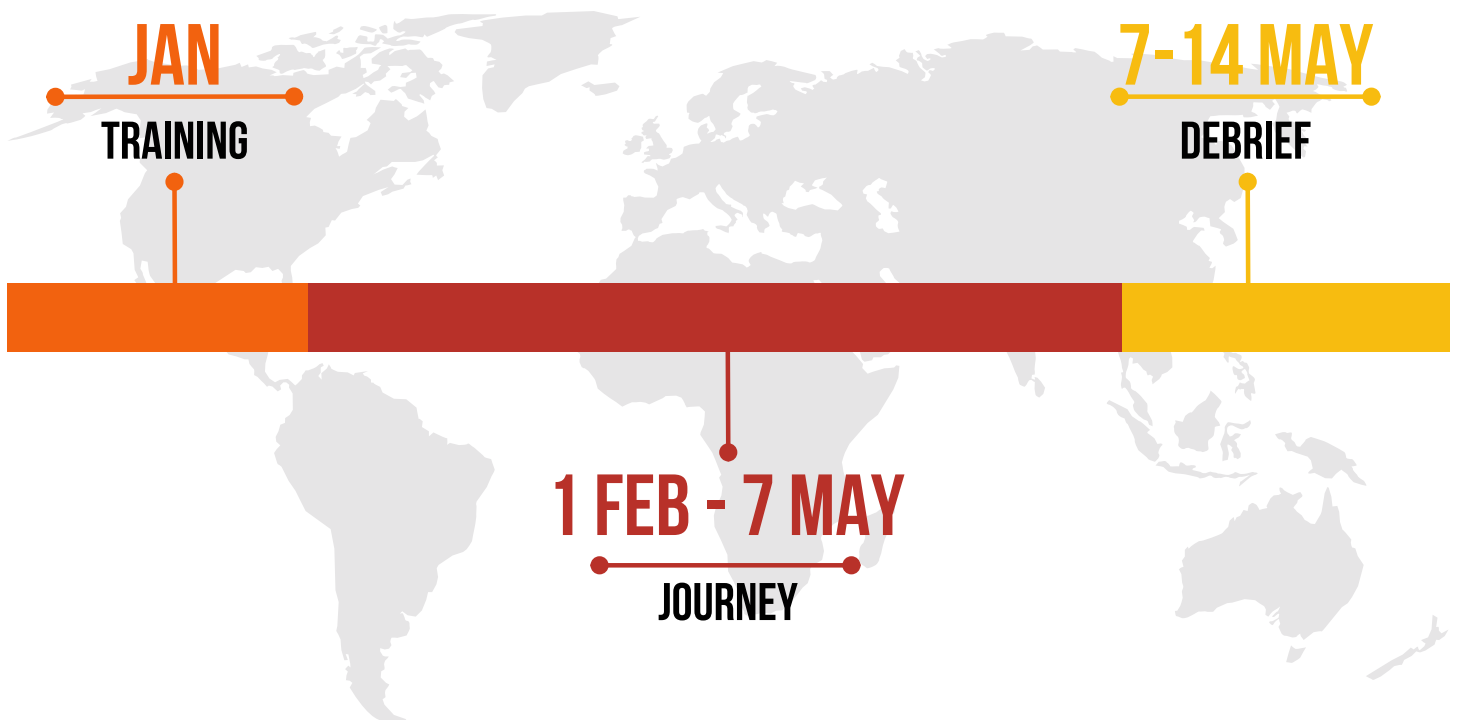 JAN
TRAINING
7-14 MAY
DEBRIEF
1 FEB - 7 MAY
JOURNEY